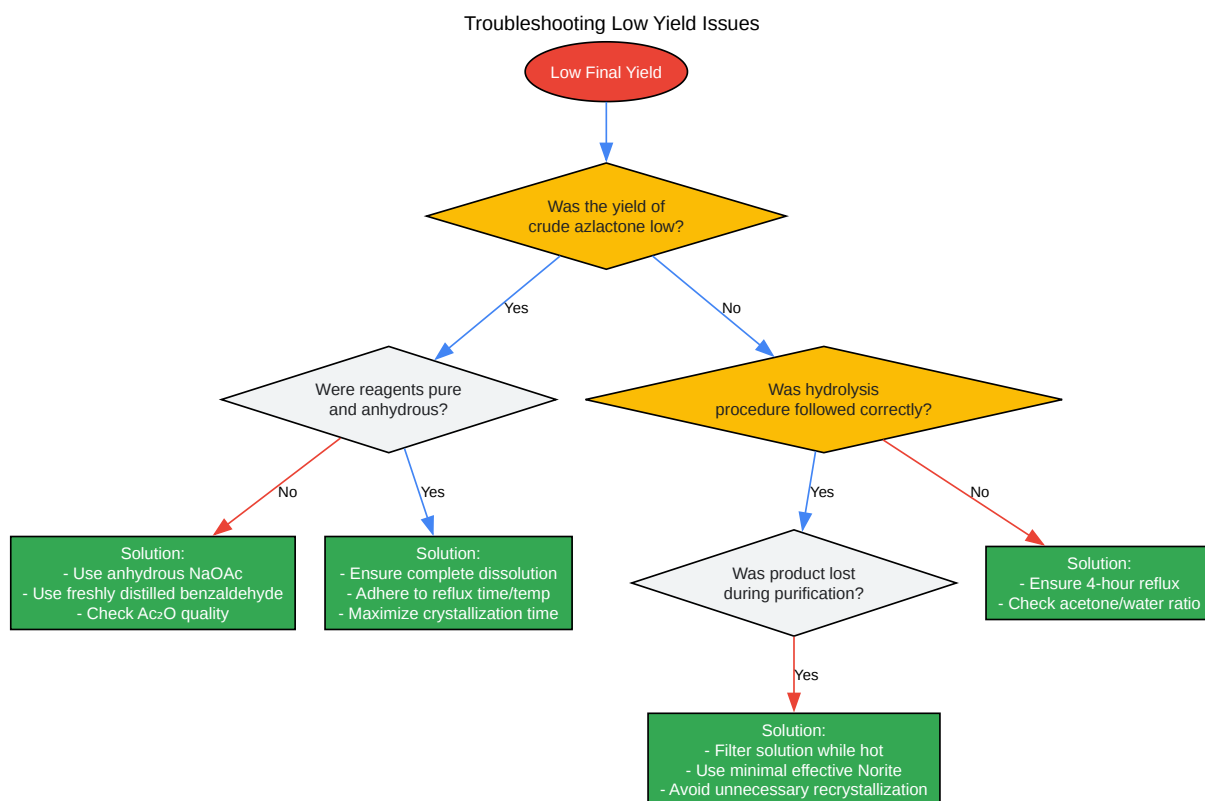 Troubleshooting Low Yield Issues
Low Final Yield
Was the yield of
crude azlactone low?
Yes
No
Were reagents pure
and anhydrous?
Was hydrolysis
procedure followed correctly?
No
Yes
Yes
No
Solution:
- Use anhydrous NaOAc
- Use freshly distilled benzaldehyde
- Check Ac₂O quality
Solution:
- Ensure complete dissolution
- Adhere to reflux time/temp
- Maximize crystallization time
Was product lost
during purification?
Solution:
- Ensure 4-hour reflux
- Check acetone/water ratio
Yes
Solution:
- Filter solution while hot
- Use minimal effective Norite
- Avoid unnecessary recrystallization